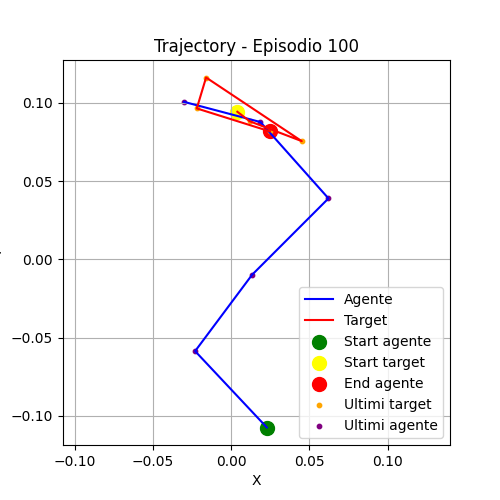 Trajectory - Episodio 100
0.10
0.05
0.00
−0.05
−0.10
−0.10
−0.05
0.00
0.05
0.10
X
Agente
Target
Start agente
Start target
End agente
Ultimi target
Ultimi agente